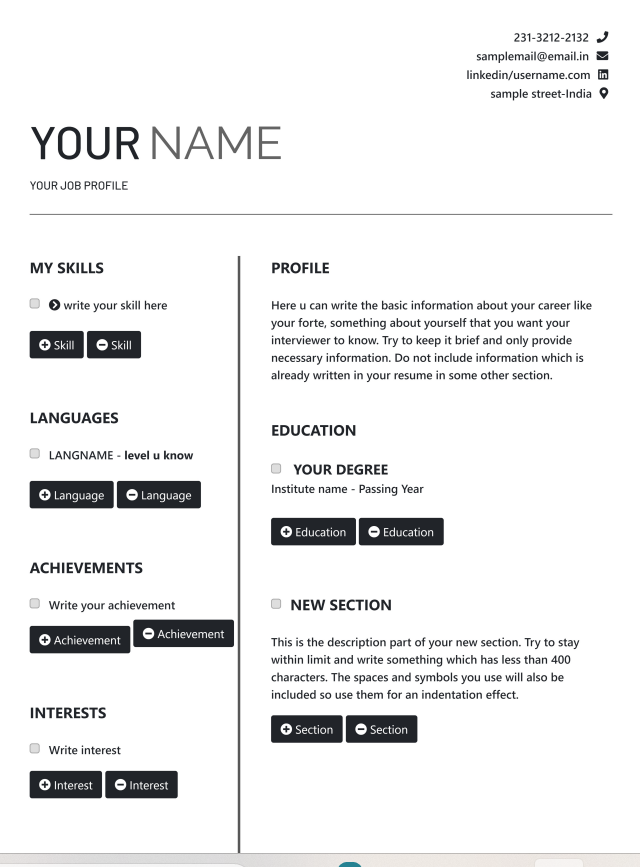 231-3212-2132
samplemail@email.in
linkedin/username.com
sample street-India
YOUR NAME
YOUR JOB PROFILE
MY SKILLS
write your skill here
Skill Skill
LANGUAGES
LANGNAME - level u know
Language Language
ACHIEVEMENTS
Write your achievement
Achievement Achievement
INTERESTS
Write interest
Interest Interest
PROFILE
Here u can write the basic information about your career like
your forte, something about yourself that you want your
interviewer to know. Try to keep it brief and only provide
necessary information. Do not include information which is
already written in your resume in some other section.
EDUCATION
YOUR DEGREE
Institute name - Passing Year
Education Education
NEW SECTION
This is the description part of your new section. Try to stay
within limit and write something which has less than 400
characters. The spaces and symbols you use will also be
included so use them for an indentation effect.
Section Section